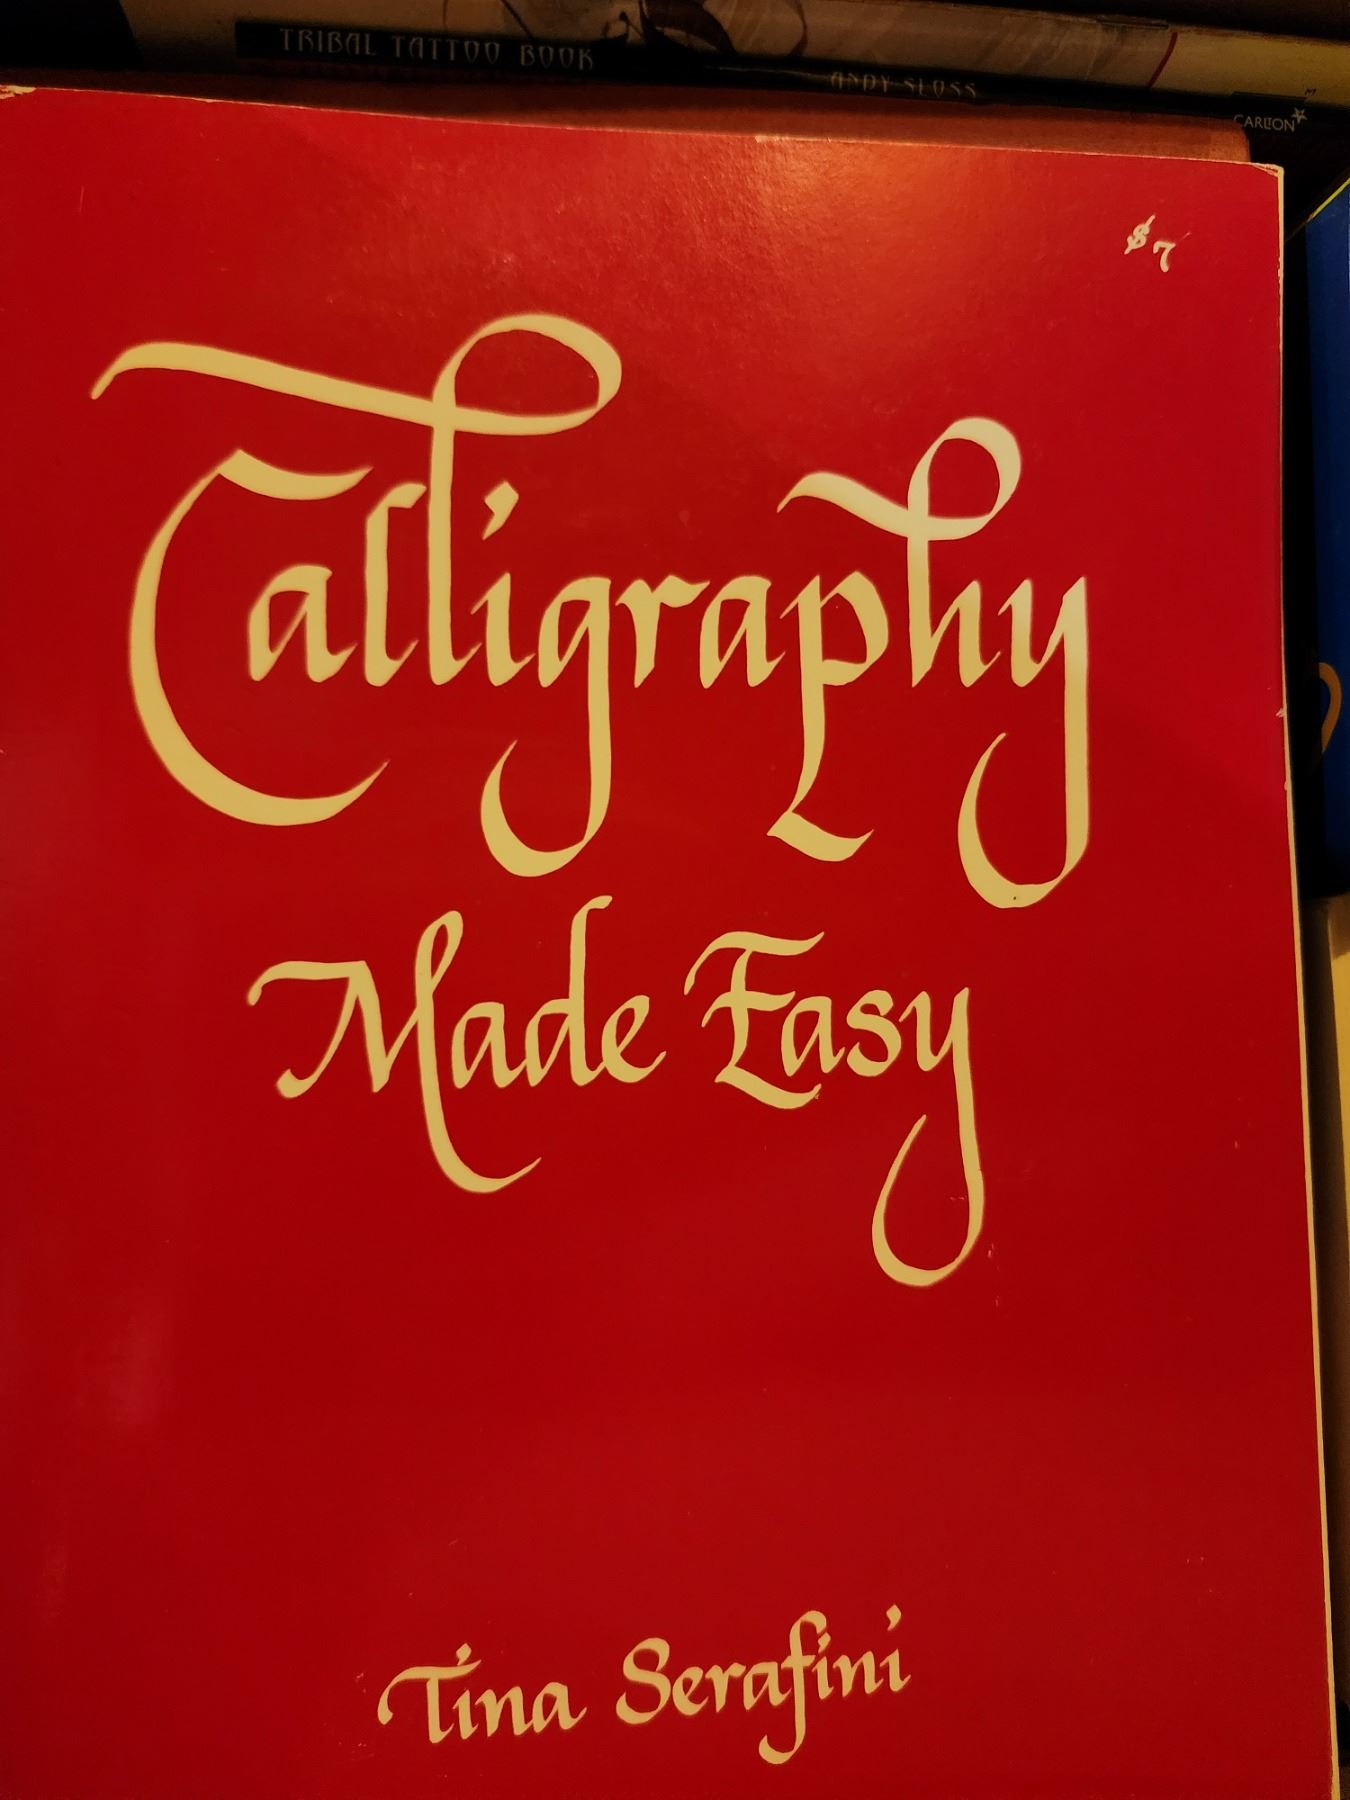 TRIBAL TATTOO BOOK
ANDY SLOSS
CARLTON
$7
Calligraphy
Made Easy
Tina Serafini